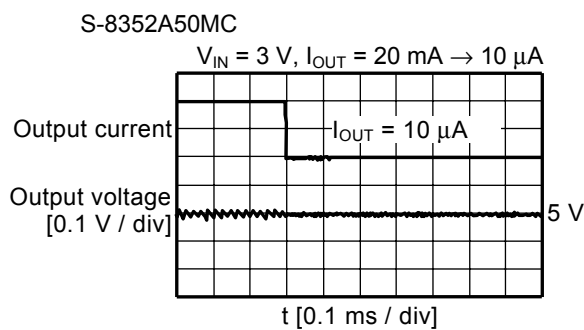 S-8352A50MC
V_IN = 3 V, I_OUT = 20 mA → 10 μA
Output current
I_OUT = 10 μA
Output voltage
[0.1 V / div]
5 V
t [0.1 ms / div]